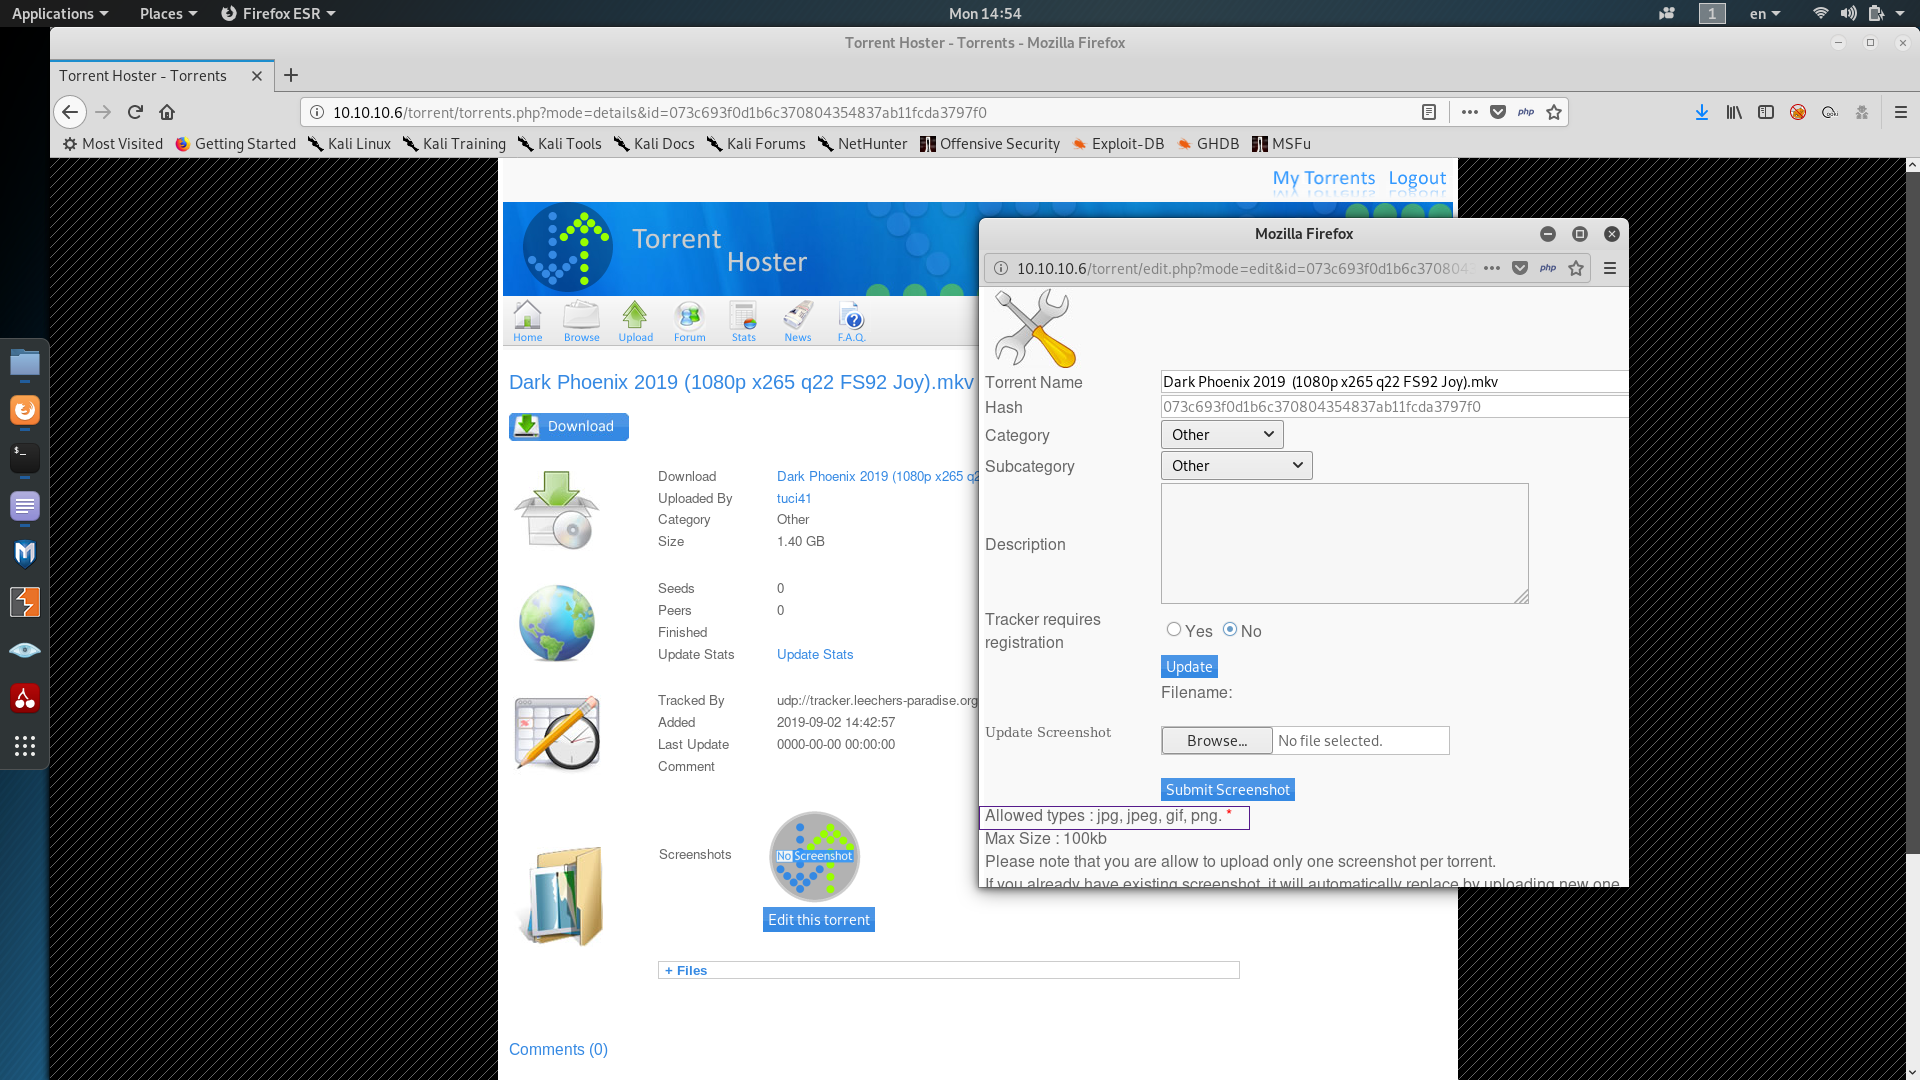 Applications Places Firefox ESR Mon 14:54 1 en
Torrent Hoster - Torrents - Mozilla Firefox
Torrent Hoster - Torrents
10.10.10.6/torrent/torrents.php?mode=details&id=073c693f0d1b6c370804354837ab11fcda3797f0 php
Most Visited Getting Started Kali Linux Kali Training Kali Tools Kali Docs Kali Forums NetHunter Offensive Security Exploit-DB GHDB MSFu
My Torrents Logout
Torrent
Hoster
Home Browse Upload Forum Stats News F.A.Q.
Dark Phoenix 2019 (1080p x265 q22 FS92 Joy).mkv
Download
Download Dark Phoenix 2019 (1080p x265 q2
Uploaded By tuci41
Category Other
Size 1.40 GB
Seeds 0
Peers 0
Finished
Update Stats Update Stats
Tracked By udp://tracker.leechers-paradise.org
Added 2019-09-02 14:42:57
Last Update 0000-00-00 00:00:00
Comment
Screenshots No Screenshot
Edit this torrent
+ Files
Comments (0)
Mozilla Firefox
10.10.10.6/torrent/edit.php?mode=edit&id=073c693f0d1b6c3708043 php
Torrent Name Dark Phoenix 2019 (1080p x265 q22 FS92 Joy).mkv
Hash 073c693f0d1b6c370804354837ab11fcda3797f0
Category Other
Subcategory Other
Description
Tracker requires
registration Yes No
Update
Filename:
Update Screenshot Browse... No file selected.
Submit Screenshot
Allowed types : jpg, jpeg, gif, png. *
Max Size : 100kb
Please note that you are allow to upload only one screenshot per torrent.
If you already have existing screenshot, it will automatically replace by uploading new one